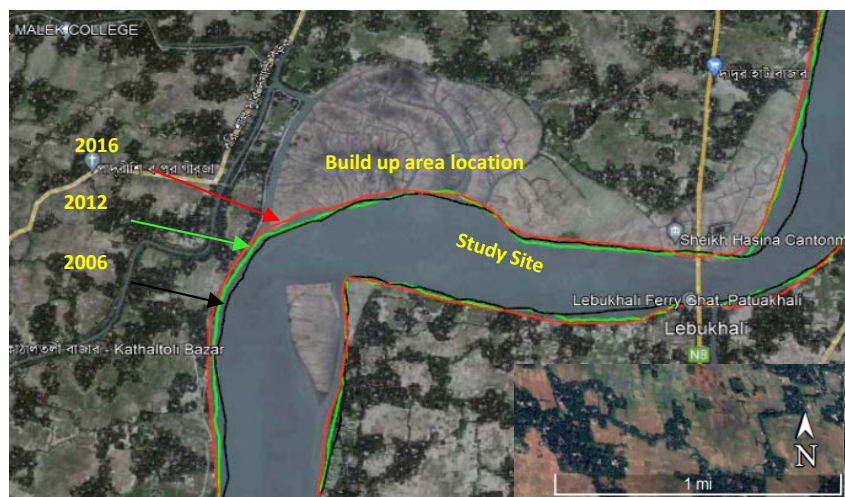 MALEK COLLEGE
দাদুর হাট বাজার
2016
Build up area location
2012
Study Site
Sheikh Hasina Cantonm
2006
Lebukhali Ferry Ghat, Patuakhali
Lebukhali
কাঁঠালতলী বাজার - Kathaltoli Bazar
N8
N
1 mi